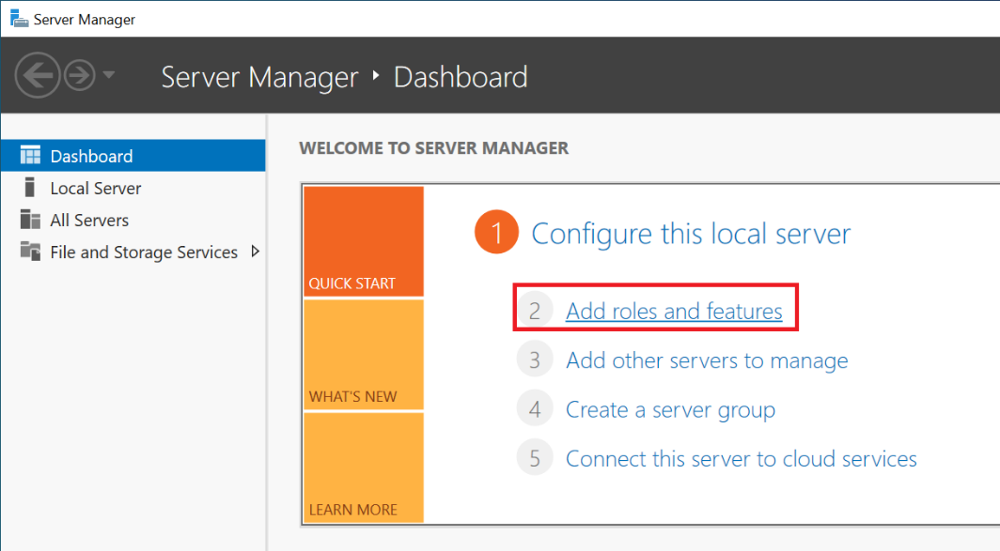 Server Manager
Server Manager ‣ Dashboard
Dashboard
Local Server
All Servers
File and Storage Services
WELCOME TO SERVER MANAGER
QUICK START
WHAT'S NEW
LEARN MORE
1 Configure this local server
2 Add roles and features
3 Add other servers to manage
4 Create a server group
5 Connect this server to cloud services